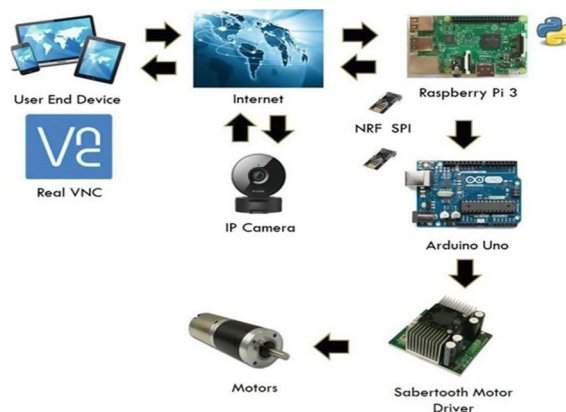 User End Device
Internet
Raspberry Pi 3
NRF SPI
Vnc
Real VNC
IP Camera
Arduino Uno
Motors
Sabertooth Motor
Driver